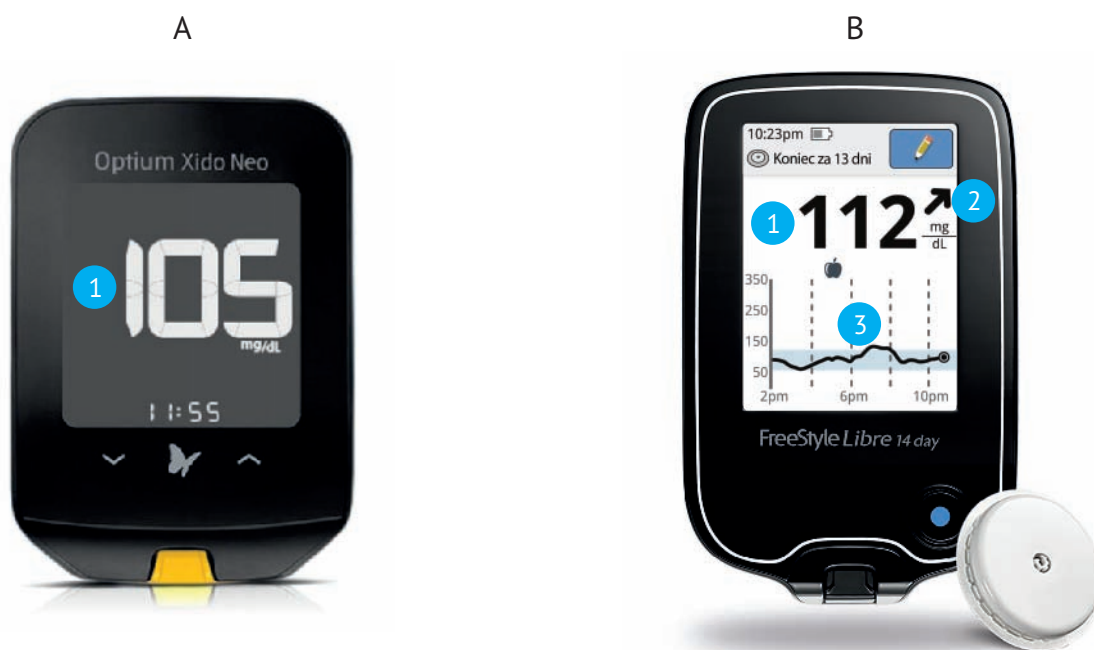 A
B
Optium Xido Neo
1
105
mg/dL
11:55
10:23pm
Koniec za 13 dni
1
112
2
mg
dL
350
250
150
50
3
2pm
6pm
10pm
FreeStyle Libre 14 day